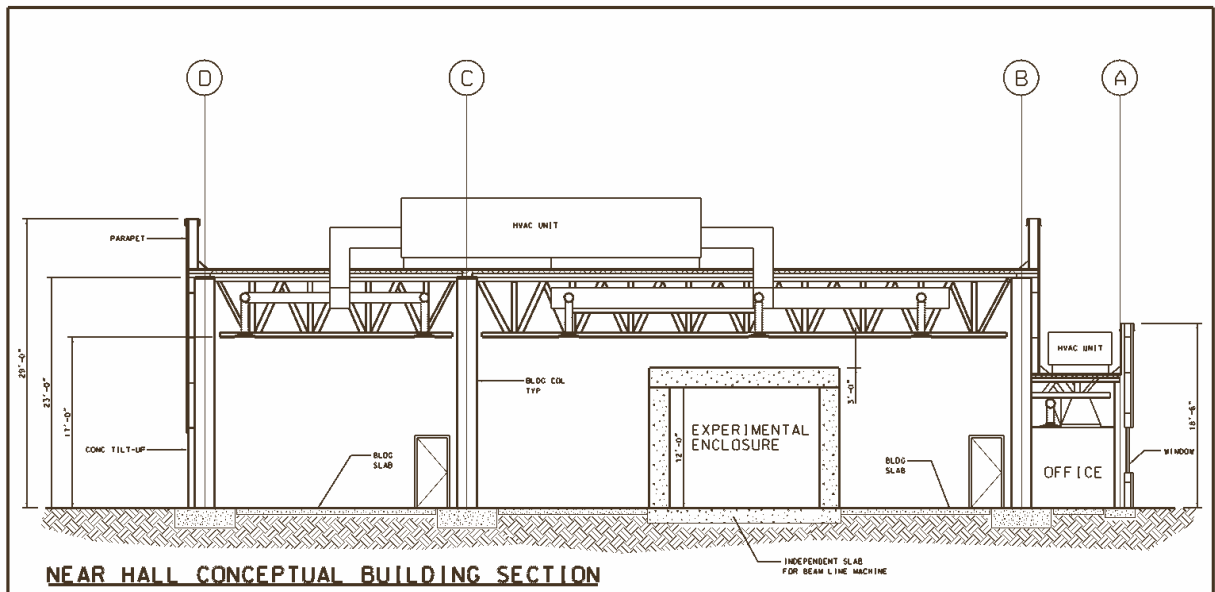 D
C
B
A
HVAC UNIT
PARAPET
29'-0"
23'-0"
17'-0"
CONC TILT-UP
BLDG
SLAB
BLDG COL
TYP
EXPERIMENTAL
ENCLOSURE
12'-0"
3'-0"
BLDG
SLAB
HVAC UNIT
OFFICE
18'-6"
WINDOW
INDEPENDENT SLAB
FOR BEAM LINE MACHINE
NEAR HALL CONCEPTUAL BUILDING SECTION